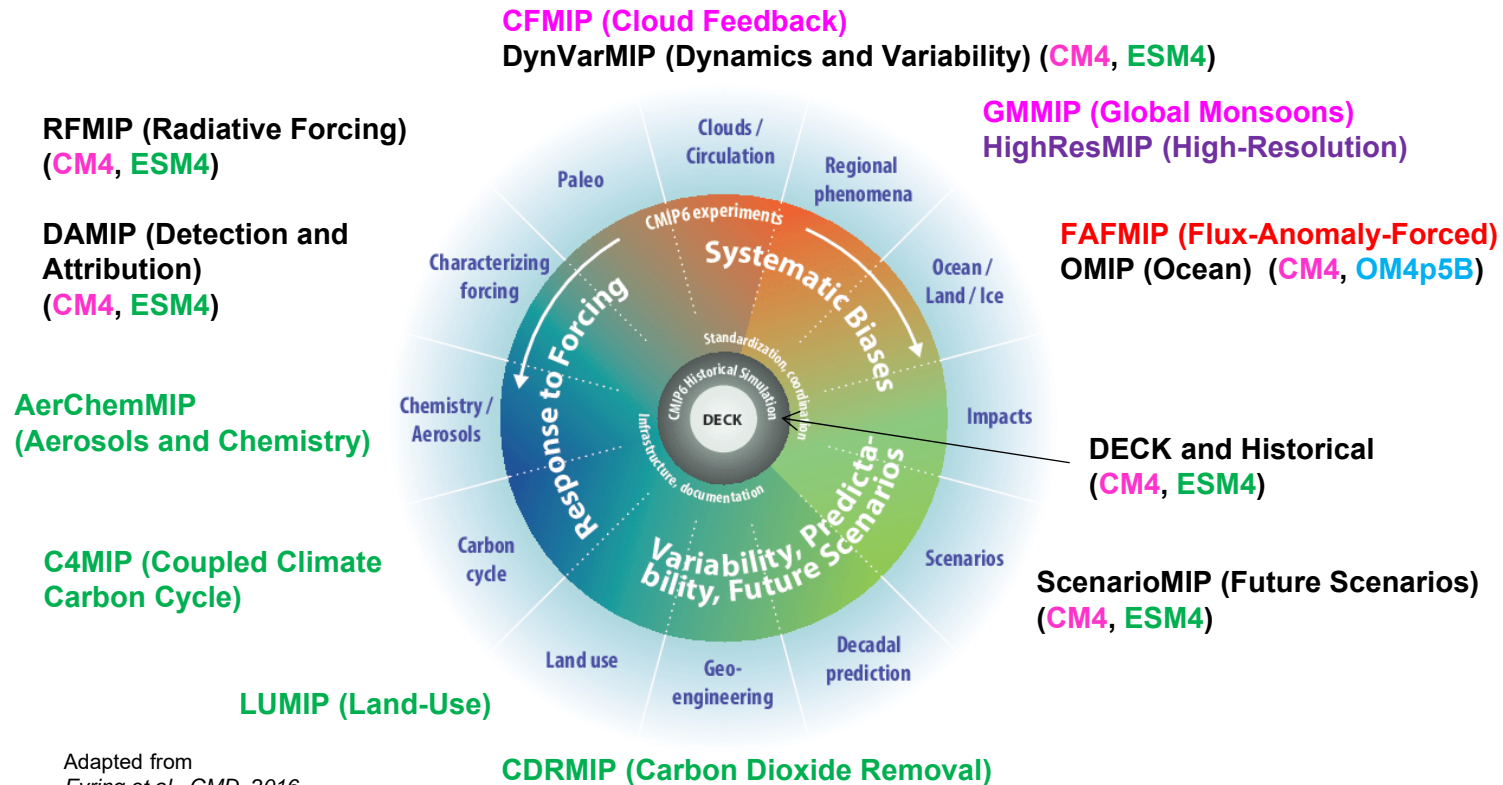 CFMIP (Cloud Feedback)
DynVarMIP (Dynamics and Variability) (CM4, ESM4)
RFMIP (Radiative Forcing)
(CM4, ESM4)
GMMIP (Global Monsoons)
HighResMIP (High-Resolution)
DAMIP (Detection and
Attribution)
(CM4, ESM4)
FAFMIP (Flux-Anomaly-Forced)
OMIP (Ocean) (CM4, OM4p5B)
AerChemMIP
(Aerosols and Chemistry)
DECK and Historical
(CM4, ESM4)
C4MIP (Coupled Climate
Carbon Cycle)
ScenarioMIP (Future Scenarios)
(CM4, ESM4)
LUMIP (Land-Use)
CDRMIP (Carbon Dioxide Removal)
Clouds /
Circulation
Regional
phenomena
Ocean /
Land / Ice
Impacts
Scenarios
Decadal
prediction
Geo-
engineering
Land use
Carbon
cycle
Chemistry /
Aerosols
Characterizing
forcing
Paleo
CMIP6 experiments
Systematic Biases
Response to Forcing
Variability, Predicta-
bility, Future Scenarios
Standardization, coordination
Infrastructure, documentation
CMIP6 Historical Simulation
DECK
Adapted from
Eyring et al., GMD, 2016